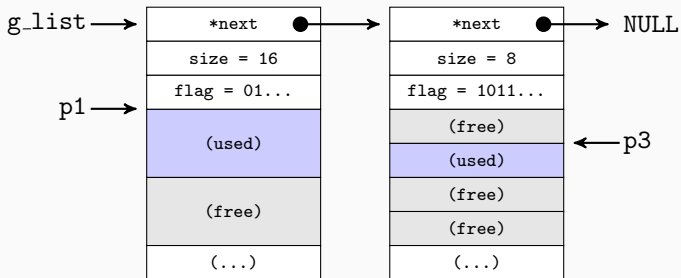 g_list
*next
*next
NULL
size = 16
size = 8
flag = 01...
flag = 1011...
p1
(used)
(free)
(free)
(used)
(free)
(free)
p3
(...)
(...)